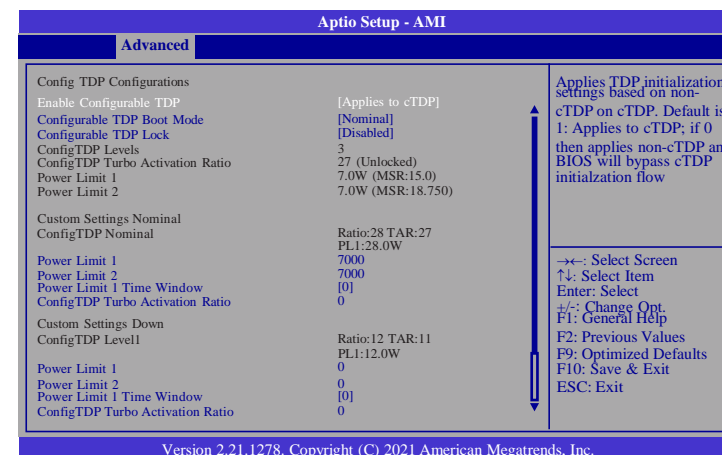 Aptio Setup - AMI
Advanced
Config TDP Configurations
Enable Configurable TDP [Applies to cTDP]
Configurable TDP Boot Mode [Nominal]
Configurable TDP Lock [Disabled]
ConfigTDP Levels 3
ConfigTDP Turbo Activation Ratio 27 (Unlocked)
Power Limit 1 7.0W (MSR:15.0)
Power Limit 2 7.0W (MSR:18.750)
Custom Settings Nominal
ConfigTDP Nominal Ratio:28 TAR:27
PL1:28.0W
Power Limit 1 7000
Power Limit 2 7000
Power Limit 1 Time Window [0]
ConfigTDP Turbo Activation Ratio 0
Custom Settings Down
ConfigTDP Level1 Ratio:12 TAR:11
PL1:12.0W
Power Limit 1 0
Power Limit 2 0
Power Limit 1 Time Window [0]
ConfigTDP Turbo Activation Ratio 0
Applies TDP initialization
settings based on non-
cTDP on cTDP. Default is
1: Applies to cTDP; if 0
then applies non-cTDP an
BIOS will bypass cTDP
initialzation flow
→←: Select Screen
↑↓: Select Item
Enter: Select
+/-: Change Opt.
F1: General Help
F2: Previous Values
F9: Optimized Defaults
F10: Save & Exit
ESC: Exit
Version 2.21.1278. Copyright (C) 2021 American Megatrends, Inc.